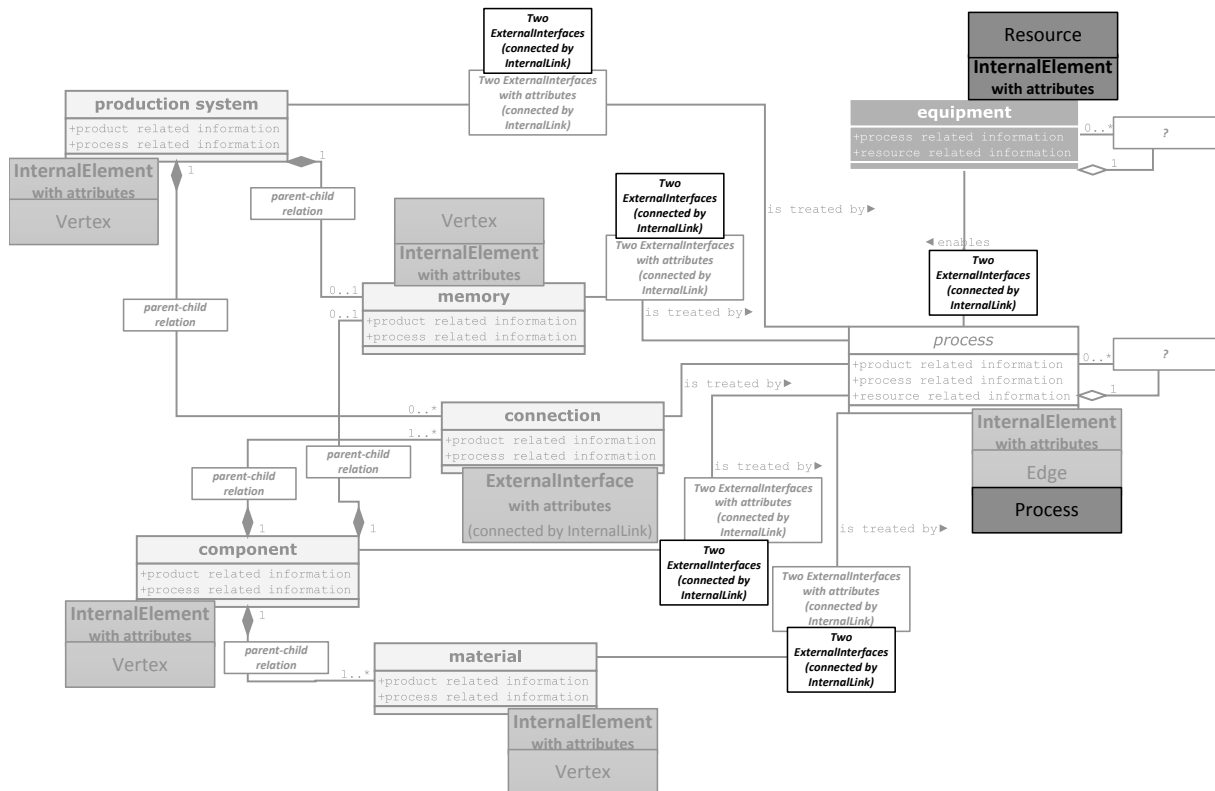 Two
ExternalInterfaces
(connected by
InternalLink)
Two ExternalInterfaces
with attributes
(connected by
InternalLink)
Resource
InternalElement
with attributes
equipment
+process related information
+resource related information
0..*
?
1
production system
+product related information
+process related information
1
1
InternalElement
with attributes
Vertex
parent-child
relation
Two
ExternalInterfaces
(connected by
InternalLink)
Two ExternalInterfaces
with attributes
(connected by
InternalLink)
is treated by►
◄ enables
Two
ExternalInterfaces
(connected by
InternalLink)
Vertex
InternalElement
with attributes
memory
+product related information
+process related information
0..1
0..1
is treated by►
parent-child
relation
process
+product related information
+process related information
+resource related information
0..*
?
1
InternalElement
with attributes
Edge
Process
is treated by►
0..*
connection
+product related information
+process related information
1..*
ExternalInterface
with attributes
(connected by InternalLink)
parent-child
relation
parent-child
relation
is treated by►
Two ExternalInterfaces
with attributes
(connected by
InternalLink)
Two
ExternalInterfaces
(connected by
InternalLink)
is treated by►
1
1
component
+product related information
+process related information
1
InternalElement
with attributes
Vertex
Two ExternalInterfaces
with attributes
(connected by
InternalLink)
Two
ExternalInterfaces
(connected by
InternalLink)
parent-child
relation
1..*
material
+product related information
+process related information
InternalElement
with attributes
Vertex